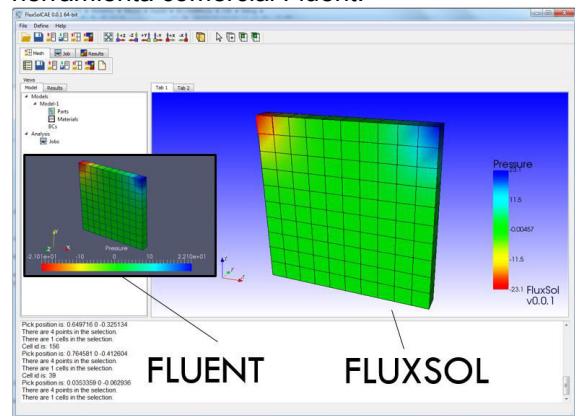 herramienta comercial Fluent.
FluxSolCAE 0.0.1 64-bit
File Define Help
Mesh Job Results
Views
Model Results
Tab 1 Tab 2
Models
Model-1
Parts
Materials
BCs
Analysis
Jobs
Pressure
23.1
11.5
-0.00457
-11.5
-23.1
FluxSol
v0.0.1
Pressure
-2.101e+01 -10 0 10 2.210e+01
Pick position is: 0.649716 0 -0.325134
There are 4 points in the selection.
There are 1 cells in the selection.
Cell id is: 156
Pick position is: 0.764581 0 -0.412604
There are 4 points in the selection.
There are 1 cells in the selection.
Cell id is: 39
Pick position is: 0.0353359 0 -0.062936
There are 4 points in the selection.
There are 1 cells in the selection.
FLUENT
FLUXSOL